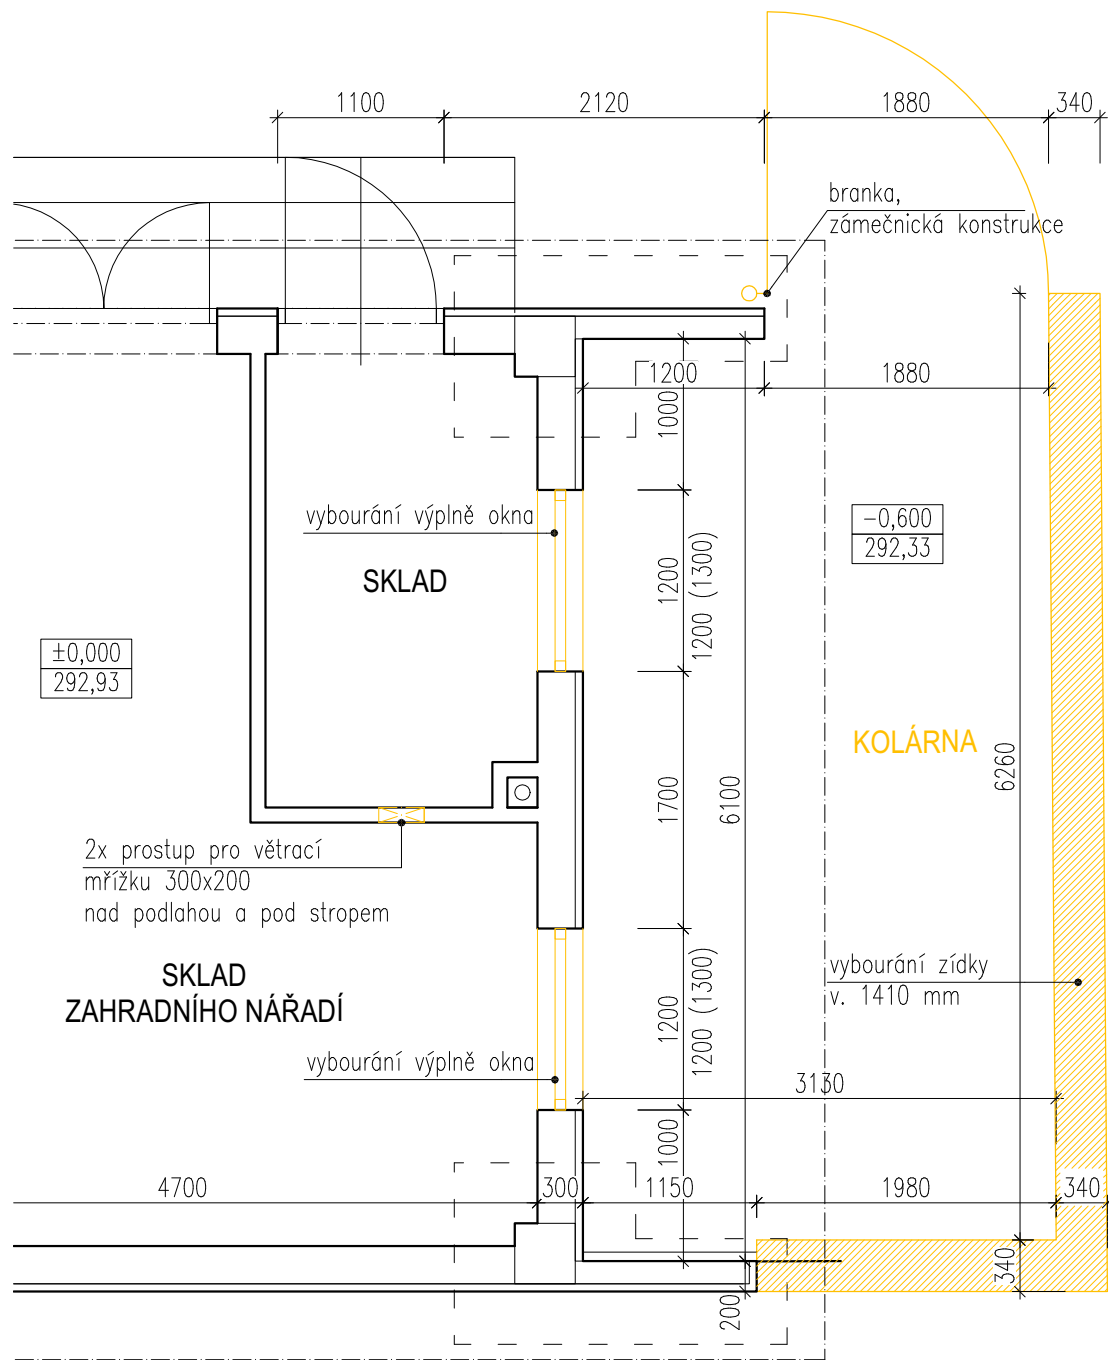 1100
2120
1880
340
branka,
zámečnická konstrukce
1200
1880
1000
vybourání výplně okna
SKLAD
1200
1200 (1300)
-0,600
292,33
±0,000
292,93
KOLÁRNA
1700
6100
6260
2x prostup pro větrací
mřížku 300x200
nad podlahou a pod stropem
SKLAD
ZAHRADNÍHO NÁŘADÍ
vybourání zídky
v. 1410 mm
1200
1200 (1300)
vybourání výplně okna
3130
1000
4700
300
1150
1980
340
340
200